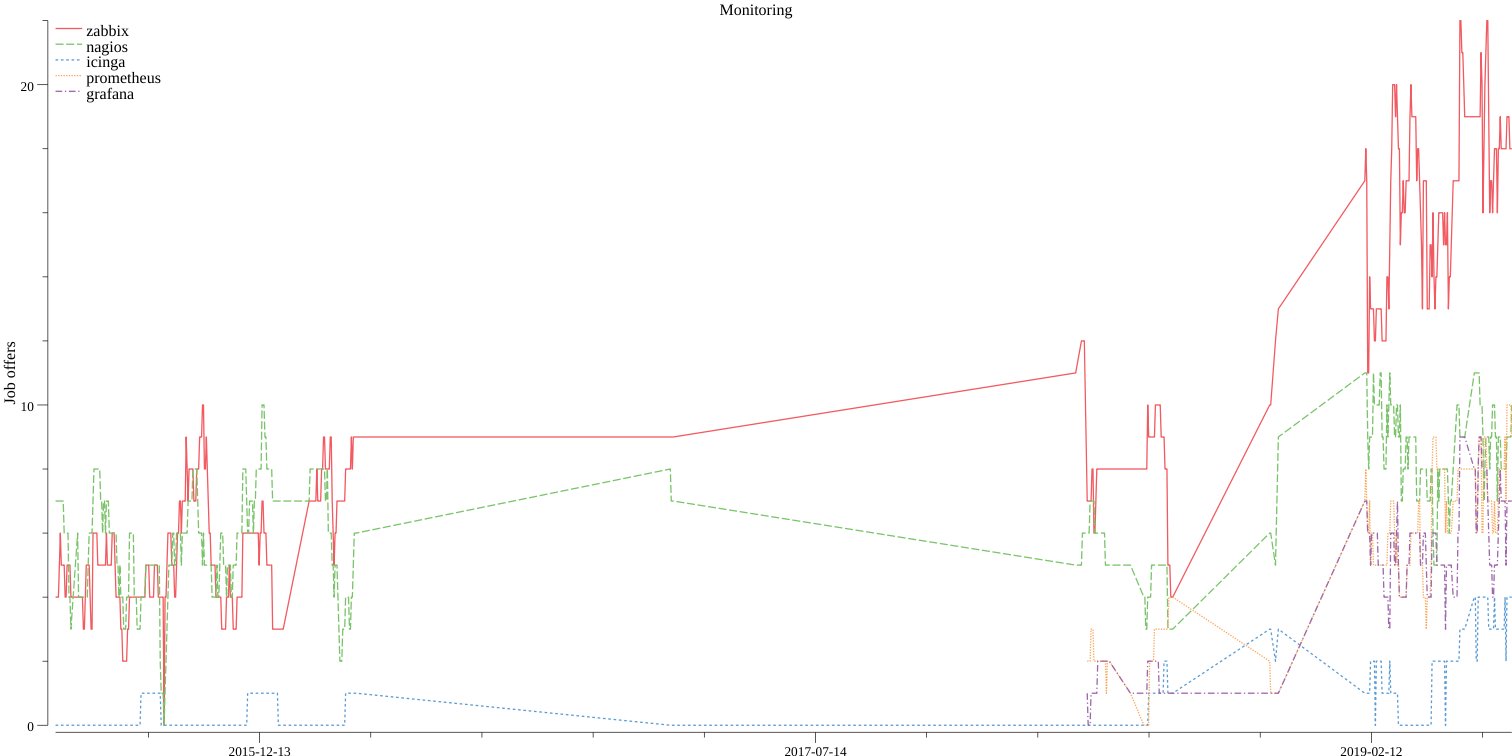 Monitoring
zabbix
nagios
icinga
prometheus
grafana
20
Job offers
10
0
2015-12-13
2017-07-14
2019-02-12